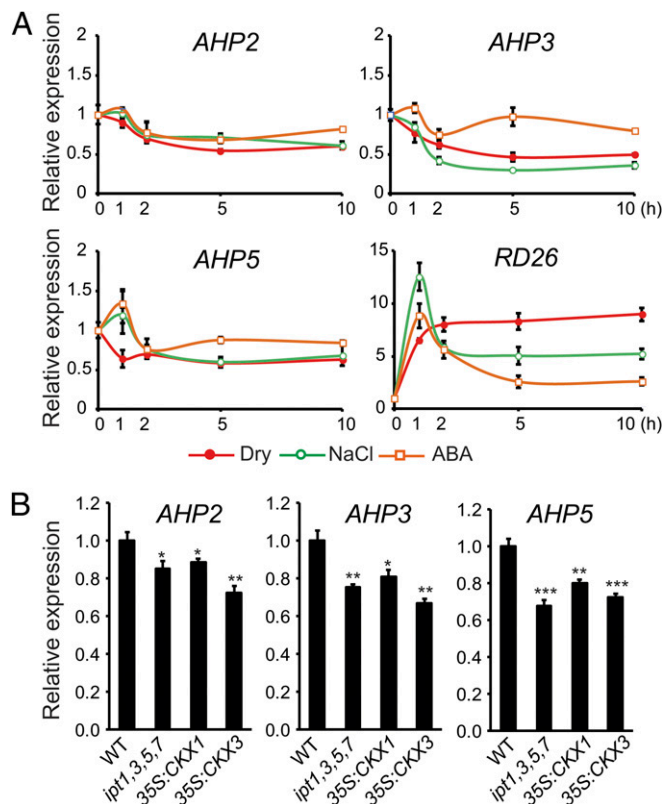 A
AHP2
AHP3
Relative expression
2
1.5
1
0.5
0
0 1 2 5 10
2
1.5
1
0.5
0
0 1 2 5 10 (h)
AHP5
RD26
Relative expression
2
1.5
1
0.5
0
0 1 2 5 10
15
10
5
0
0 1 2 5 10 (h)
Dry NaCl ABA
B
AHP2
AHP3
AHP5
Relative expression
1.2
1.0
0.8
0.6
0.4
0.2
0.0
* * **
WT ipt1,3,5,7 35S:CKX1 35S:CKX3
1.2
1.0
0.8
0.6
0.4
0.2
0.0
** * **
WT ipt1,3,5,7 35S:CKX1 35S:CKX3
1.2
1.0
0.8
0.6
0.4
0.2
0.0
*** ** ***
WT ipt1,3,5,7 35S:CKX1 35S:CKX3